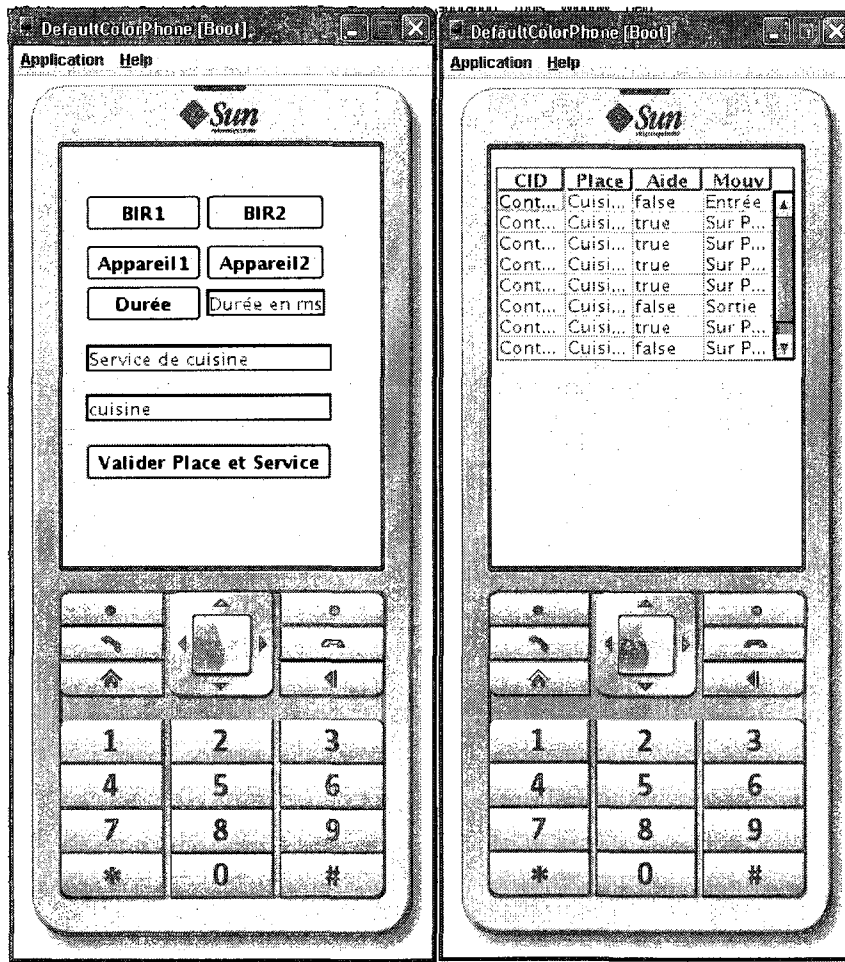 DefaultColorPhone [Boot]
Application Help
Sun
BIR1 BIR2
Appareil1 Appareil2
Durée Durée en ms
Service de cuisine
cuisine
Valider Place et Service
1 2 3
4 5 6
7 8 9
* 0 #
DefaultColorPhone [Boot]
Application Help
Sun
CID Place Aide Mouv
Cont... Cuisi... false Entrée
Cont... Cuisi... true Sur P...
Cont... Cuisi... true Sur P...
Cont... Cuisi... true Sur P...
Cont... Cuisi... true Sur P...
Cont... Cuisi... false Sortie
Cont... Cuisi... true Sur P...
Cont... Cuisi... false Sur P...
1 2 3
4 5 6
7 8 9
* 0 #